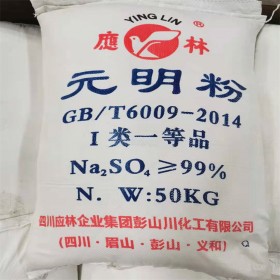 YING LIN
®
應 林
元明粉
GB/T6009-2014
I类一等品
Na₂SO₄≥99%
N. W:50KG
四川应林企业集团彭山川化工有限公司
(四川·眉山·彭山·义和)